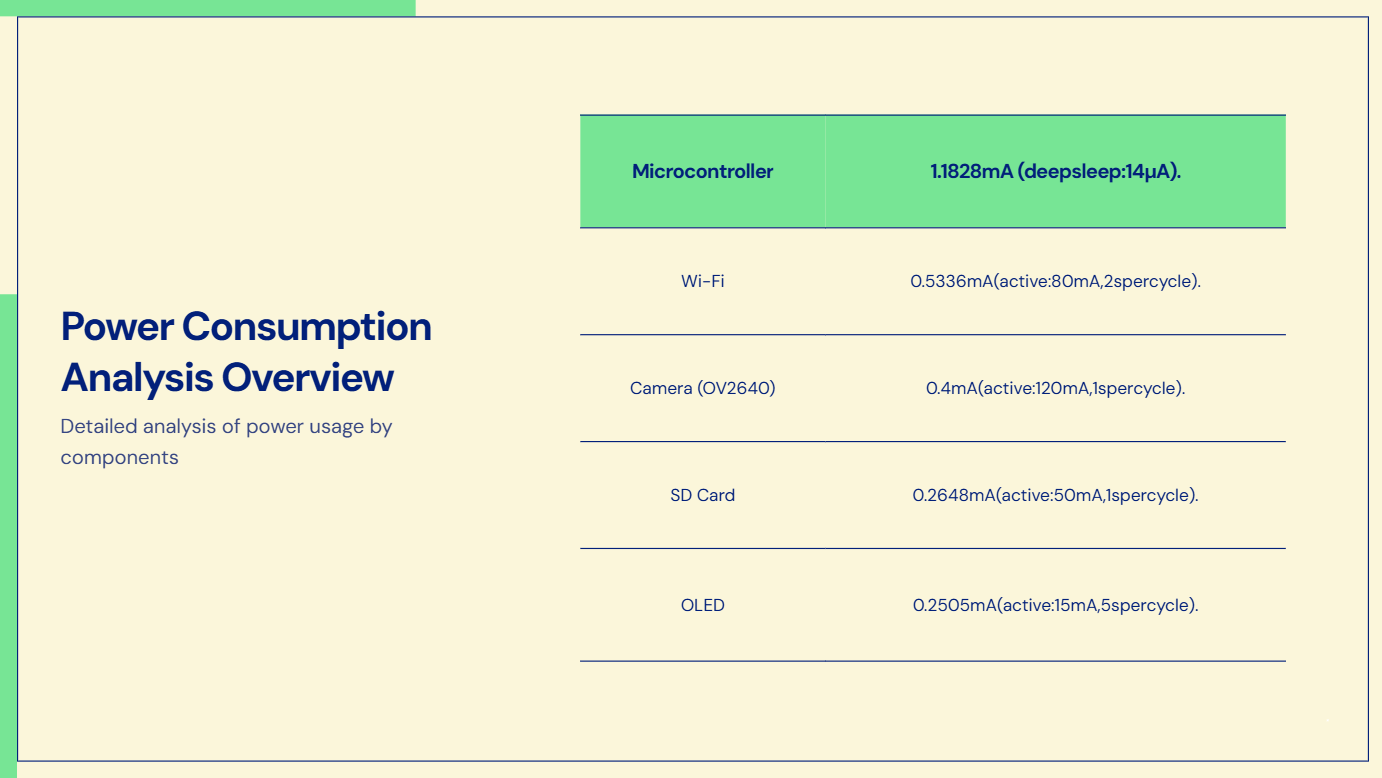 Power Consumption
Analysis Overview
Detailed analysis of power usage by
components
Microcontroller 1.1828mA (deepsleep:14µA).
Wi-Fi 0.5336mA(active:80mA,2spercycle).
Camera (OV2640) 0.4mA(active:120mA,1spercycle).
SD Card 0.2648mA(active:50mA,1spercycle).
OLED 0.2505mA(active:15mA,5spercycle).